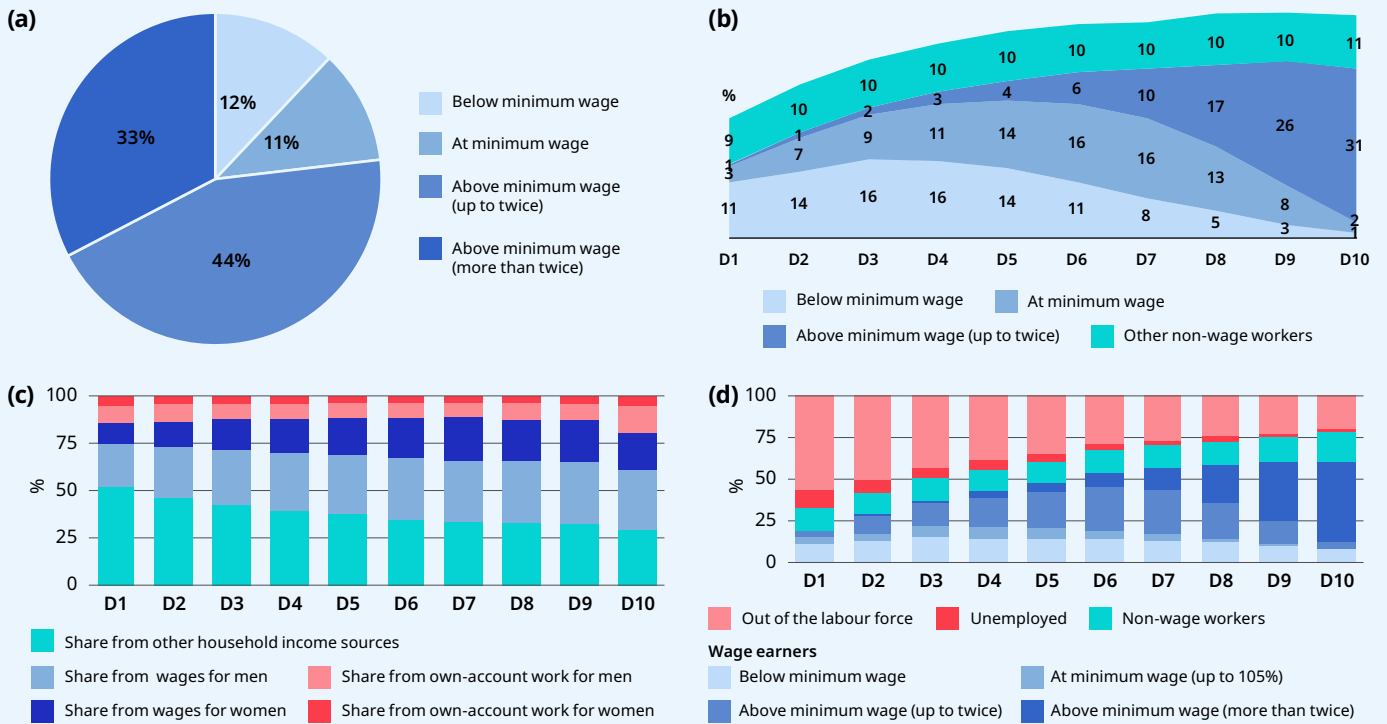 (a)
12%
11%
33%
44%
Below minimum wage
At minimum wage
Above minimum wage
(up to twice)
Above minimum wage
(more than twice)
(b)
%
9 10 10 10 10 10 10 10 10 11
1 1 2 3 4 6 10 17 26 31
3 7 9 11 14 16 16 13 8 2
11 14 16 16 14 11 8 5 3 1
D1 D2 D3 D4 D5 D6 D7 D8 D9 D10
Below minimum wage
At minimum wage
Above minimum wage (up to twice)
Other non-wage workers
(c)
%
100
75
50
25
0
D1 D2 D3 D4 D5 D6 D7 D8 D9 D10
Share from other household income sources
Share from wages for men
Share from own-account work for men
Share from wages for women
Share from own-account work for women
(d)
%
100
75
50
25
0
D1 D2 D3 D4 D5 D6 D7 D8 D9 D10
Out of the labour force
Unemployed
Non-wage workers
Wage earners
Below minimum wage
At minimum wage (up to 105%)
Above minimum wage (up to twice)
Above minimum wage (more than twice)